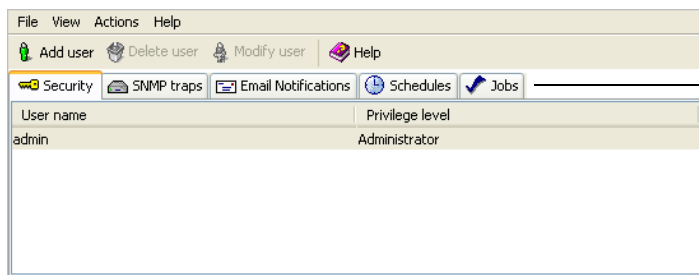 File View Actions Help
Add user Delete user Modify user Help
Security SNMP traps Email Notifications Schedules Jobs
User name Privilege level
admin Administrator